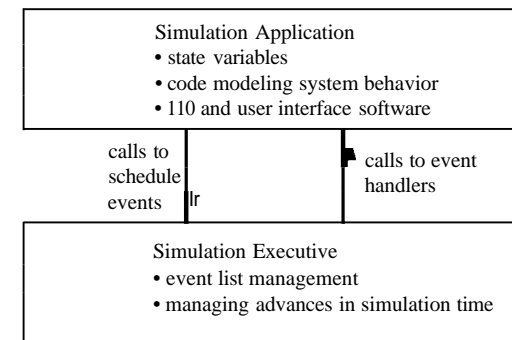 Simulation Application
• state variables
• code modeling system behavior
• 110 and user interface software
calls to
schedule
events
lr
calls to event
handlers
Simulation Executive
• event list management
• managing advances in simulation time